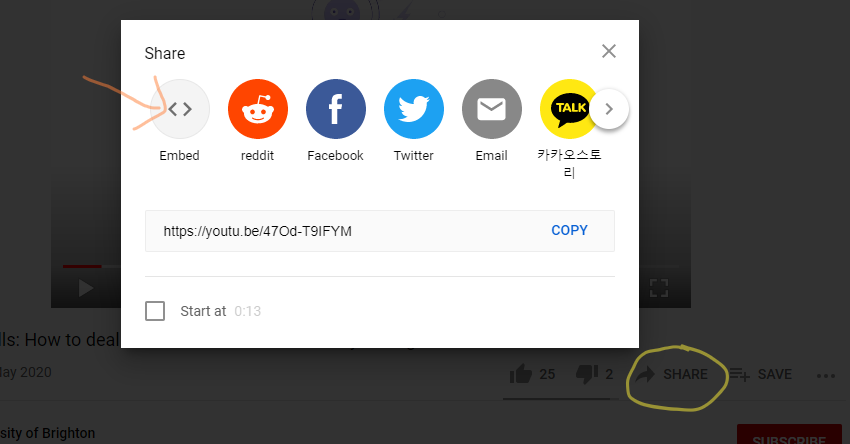 Share
Embed
reddit
Facebook
Twitter
Email
TALK
카카오스토
리
https://youtu.be/47Od-T9IFYM
COPY
Start at 0:13
lls: How to deal
May 2020
25
2
SHARE
SAVE
sity of Brighton
SUBSCRIBE